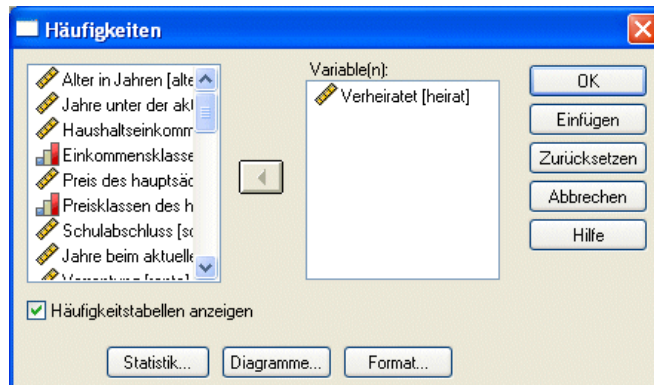 Häufigkeiten
Alter in Jahren [alte
Jahre unter der akt
Haushaltseinkomm
Einkommensklasse
Preis des hauptsäc
Preisklassen des h
Schulabschluss [sc
Jahre beim aktuelle
Variable(n):
Verheiratet [heirat]
OK
Einfügen
Zurücksetzen
Abbrechen
Hilfe
Häufigkeitstabellen anzeigen
Statistik...
Diagramme...
Format...